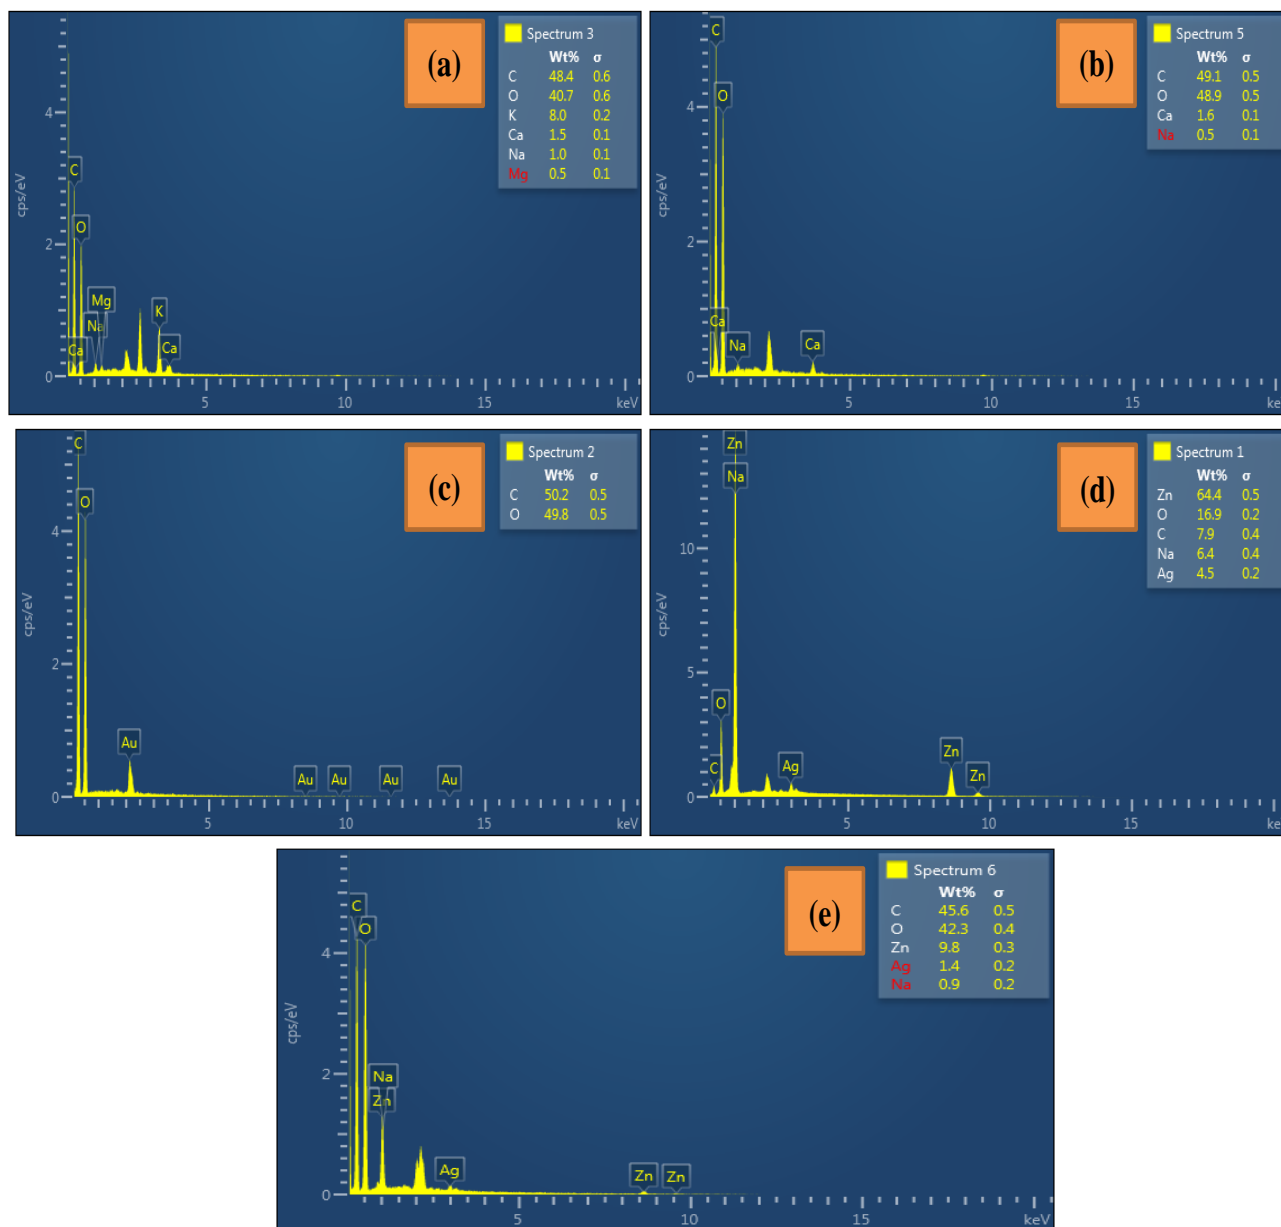 (a)
Spectrum 3
Wt% σ
C 48.4 0.6
O 40.7 0.6
K 8.0 0.2
Ca 1.5 0.1
Na 1.0 0.1
Mg 0.5 0.1
cps/eV
4
2
0
C
O
Mg
Na
Ca
K
Ca
5 10 15 keV
(b)
Spectrum 5
Wt% σ
C 49.1 0.5
O 48.9 0.5
Ca 1.6 0.1
Na 0.5 0.1
cps/eV
4
2
0
C
O
Ca
Na
Ca
5 10 15 ke
(c)
Spectrum 2
Wt% σ
C 50.2 0.5
O 49.8 0.5
cps/eV
4
2
0
C
O
Au
Au Au Au Au
5 10 15 keV
(d)
Spectrum 1
Wt% σ
Zn 64.4 0.5
O 16.9 0.2
C 7.9 0.4
Na 6.4 0.4
Ag 4.5 0.2
cps/eV
10
5
0
Zn
Na
O
C
Ag
Zn
Zn
5 10 15 ke
(e)
Spectrum 6
Wt% σ
C 45.6 0.5
O 42.3 0.4
Zn 9.8 0.3
Ag 1.4 0.2
Na 0.9 0.2
cps/eV
4
2
0
C
O
Na
Zn
Ag
Zn Zn
5 10 15 keV